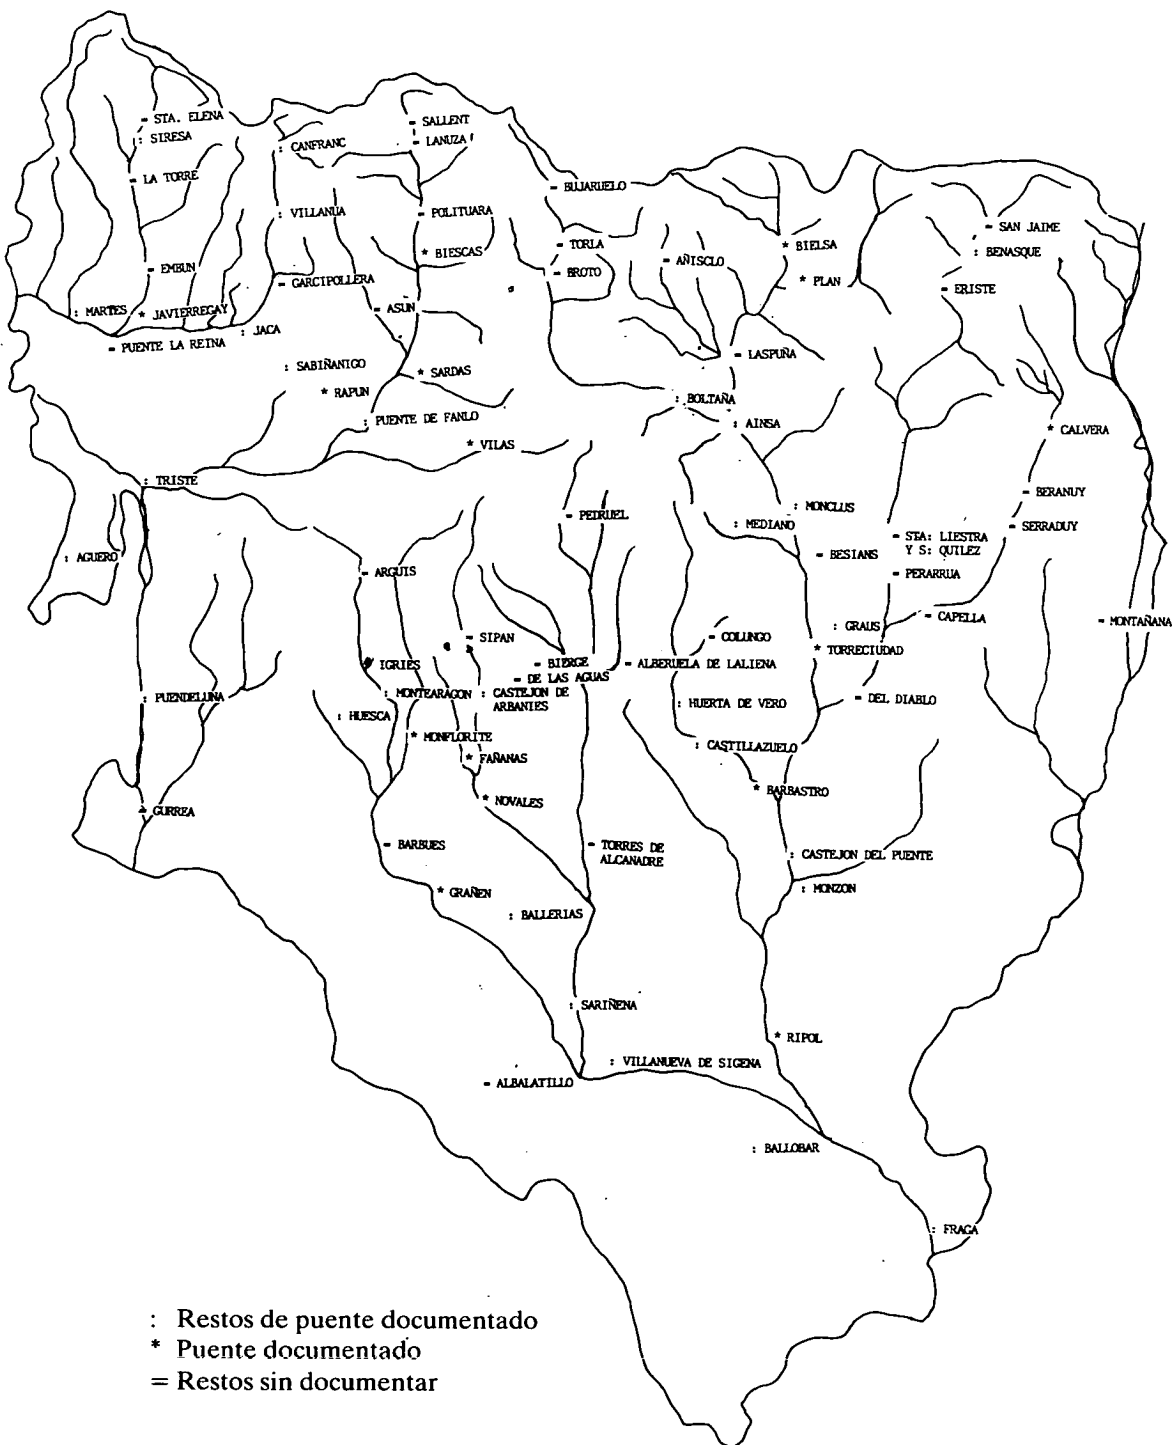 = STA. ELENA
: SIRESA
= SALLENT
= LANUZA
: CANFRANC
= LA TORRE
= BUJARUELO
: VILLANUA
= POLITUARA
= SAN JAIME
= TORLA
* BIELSA
* BIESCAS
: BENASQUE
= AÑISCLO
= EMBUN
= BROTO
* PLAN
= GARCIPOLLERA
= ERISTE
: MARTES
* JAVIERREGAY
= ASUN
: JACA
= PUENTE LA REINA
= LASPUÑA
: SABIÑANIGO
* SARDAS
* RAPUN
: BOLTAÑA
: PUENTE DE FANLO
: AINSA
* CALVERA
* VILAS
: TRISTE
= BERANUY
: MONCLUS
= PEDRUEL
= MEDIANO
= SERRADUY
= STA: LIESTRA
Y S: QUILEZ
: AGUERO
= BESIANS
= ARGUIS
= PERARRUA
= CAPELLA
= MONTAÑANA
: GRAUS
= SIPAN
= COLUNGO
* TORRECIUDAD
IGRIES
= BIERGE
= ALBERUELA DE LALIENA
= DE LAS AGUAS
: PUENDELUNA
: MONTEARAGON
: CASTEJON DE
ARBANIES
= DEL DIABLO
: HUERTA DE VERO
: HUESCA
* MONFLORITE
: CASTILLAZUELO
* FAÑANAS
* BARBASTRO
* NOVALES
GURREA
= BARBUES
= TORRES DE
ALCANADRE
: CASTEJON DEL PUENTE
* GRAÑEN
: MONZON
: BALLERIAS
: SARIÑENA
* RIPOL
: VILLANUEVA DE SIGENA
= ALBALATILLO
: BALLOBAR
: FRAGA
: Restos de puente documentado
* Puente documentado
= Restos sin documentar